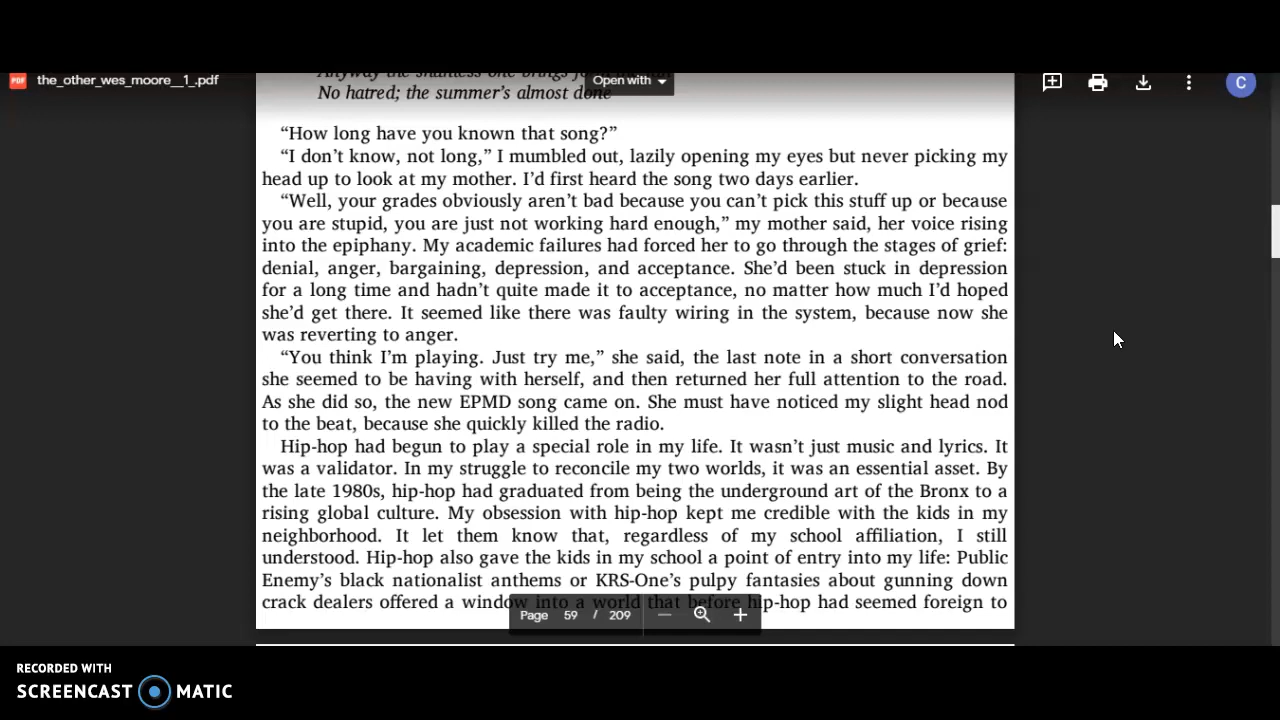 the_other_wes_moore__1_.pdf
Open with
C
Anyway the shantless one brings
No hatred; the summer's almost done
“How long have you known that song?”
“I don’t know, not long,” I mumbled out, lazily opening my eyes but never picking my
head up to look at my mother. I’d first heard the song two days earlier.
“Well, your grades obviously aren’t bad because you can’t pick this stuff up or because
you are stupid, you are just not working hard enough,” my mother said, her voice rising
into the epiphany. My academic failures had forced her to go through the stages of grief:
denial, anger, bargaining, depression, and acceptance. She’d been stuck in depression
for a long time and hadn’t quite made it to acceptance, no matter how much I’d hoped
she’d get there. It seemed like there was faulty wiring in the system, because now she
was reverting to anger.
“You think I’m playing. Just try me,” she said, the last note in a short conversation
she seemed to be having with herself, and then returned her full attention to the road.
As she did so, the new EPMD song came on. She must have noticed my slight head nod
to the beat, because she quickly killed the radio.
Hip-hop had begun to play a special role in my life. It wasn’t just music and lyrics. It
was a validator. In my struggle to reconcile my two worlds, it was an essential asset. By
the late 1980s, hip-hop had graduated from being the underground art of the Bronx to a
rising global culture. My obsession with hip-hop kept me credible with the kids in my
neighborhood. It let them know that, regardless of my school affiliation, I still
understood. Hip-hop also gave the kids in my school a point of entry into my life: Public
Enemy’s black nationalist anthems or KRS-One’s pulpy fantasies about gunning down
crack dealers offered a window into a world that before hip-hop had seemed foreign to
Page 59 / 209
RECORDED WITH
SCREENCAST MATIC